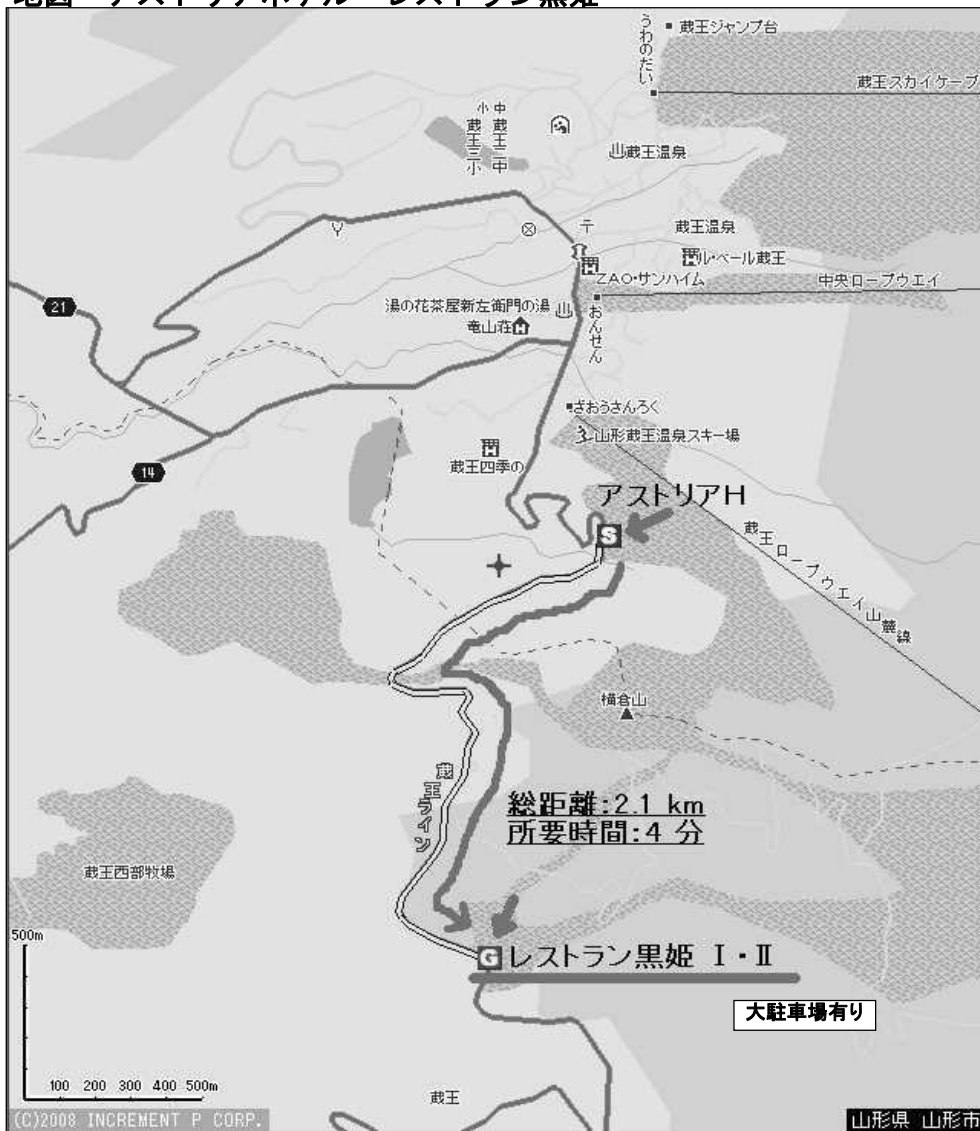 地図 アストリアホテル－レストラン黒姫
うわのだい
蔵王ジャンプ台
蔵王スカイケーブ
小 中
蔵王三小
蔵王二中
蔵王温泉
蔵王温泉
ル・ベール蔵王
ZAO・サンハイム
中央ロープウエイ
21
湯の花茶屋新左衛門の湯
竜山荘
おんせん
ざおうさんろく
山形蔵王温泉スキー場
14
蔵王四季の
アストリアH
S
蔵王ロープウエイ山麓線
横倉山
蔵王ライン
総距離:2.1 km
所要時間:4 分
蔵王西部牧場
500m
G
レストラン黒姫 Ⅰ・Ⅱ
大駐車場有り
100 200 300 400 500m
蔵王
(C)2008 INCREMENT P CORP.
山形県 山形市